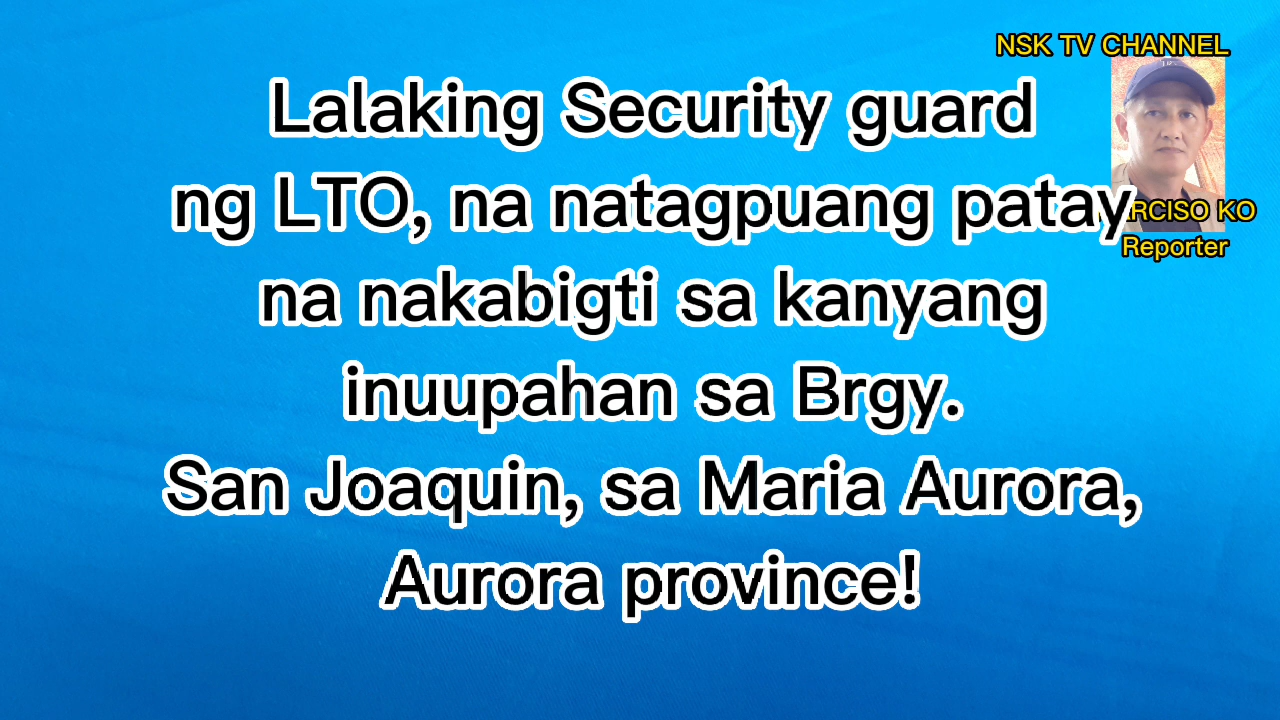 NSK TV CHANNEL
Lalaking Security guard
ng LTO, na natagpuang patay
na nakabigti sa kanyang
inuupahan sa Brgy.
San Joaquin, sa Maria Aurora,
Aurora province!
KO
Reporter